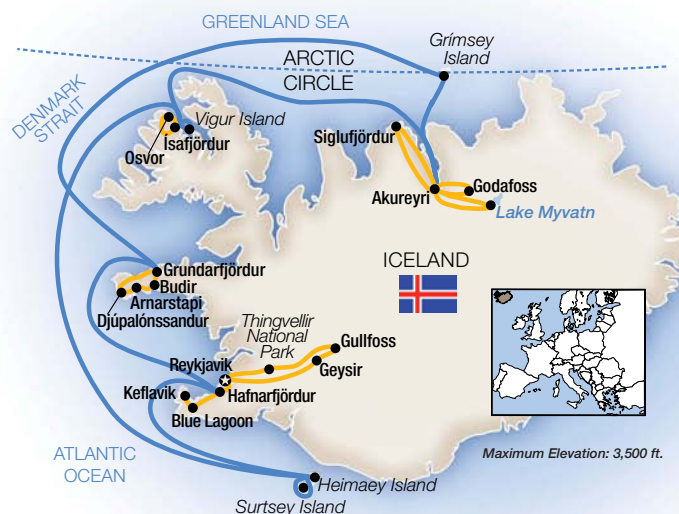 GREENLAND SEA
Grímsey
Island
ARCTIC
CIRCLE
DENMARK
STRAIT
Vigur Island
Osvor
Ísafjördur
Siglufjördur
Akureyri
Godafoss
Lake Myvatn
ICELAND
Grundarfjördur
Budir
Arnarstapi
Djúpalónssandur
Thingvellir
National
Park
Gullfoss
Reykjavik
Geysir
Keflavik
Hafnarfjördur
Blue Lagoon
ATLANTIC
OCEAN
Maximum Elevation: 3,500 ft.
Heimaey Island
Surtsey Island